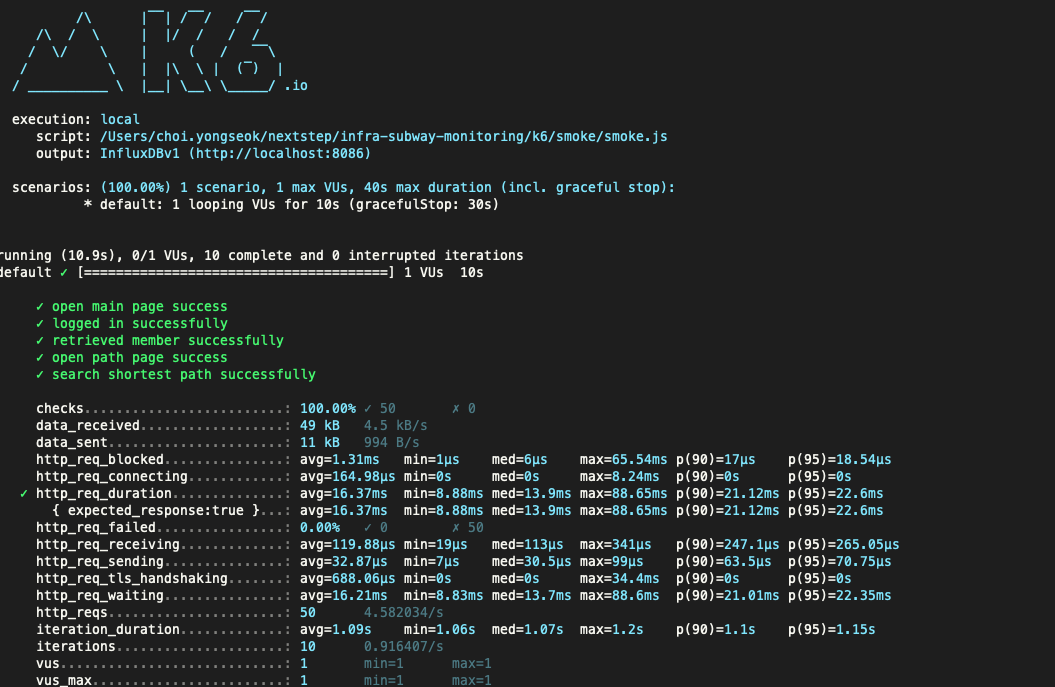 /\      |‾‾| /‾‾/   /‾‾/
     /\  /  \     |  |/  /   /  /
    /  \/    \    |     (   /   ‾‾\
   /          \   |  |\  \ |  (‾)  |
  / __________ \  |__| \__\ \_____/ .io
execution: local
script: /Users/choi.yongseok/nextstep/infra-subway-monitoring/k6/smoke/smoke.js
output: InfluxDBv1 (http://localhost:8086)
scenarios: (100.00%) 1 scenario, 1 max VUs, 40s max duration (incl. graceful stop):
* default: 1 looping VUs for 10s (gracefulStop: 30s)
running (10.9s), 0/1 VUs, 10 complete and 0 interrupted iterations
default ✓ [======================================] 1 VUs  10s
✓ open main page success
✓ logged in successfully
✓ retrieved member successfully
✓ open path page success
✓ search shortest path successfully
checks.........................: 100.00% ✓ 50       ✗ 0
data_received..................: 49 kB   4.5 kB/s
data_sent......................: 11 kB   994 B/s
http_req_blocked...............: avg=1.31ms   min=1µs    med=6µs    max=65.54ms p(90)=17µs    p(95)=18.54µs
http_req_connecting............: avg=164.98µs min=0s     med=0s     max=8.24ms  p(90)=0s      p(95)=0s
✓ http_req_duration..............: avg=16.37ms  min=8.88ms med=13.9ms max=88.65ms p(90)=21.12ms p(95)=22.6ms
{ expected_response:true }...: avg=16.37ms  min=8.88ms med=13.9ms max=88.65ms p(90)=21.12ms p(95)=22.6ms
http_req_failed................: 0.00%   ✓ 0        ✗ 50
http_req_receiving.............: avg=119.88µs min=19µs   med=113µs  max=341µs   p(90)=247.1µs p(95)=265.05µs
http_req_sending...............: avg=32.87µs  min=7µs    med=30.5µs max=99µs    p(90)=63.5µs  p(95)=70.75µs
http_req_tls_handshaking.......: avg=688.06µs min=0s     med=0s     max=34.4ms  p(90)=0s      p(95)=0s
http_req_waiting...............: avg=16.21ms  min=8.83ms med=13.7ms max=88.6ms  p(90)=21.01ms p(95)=22.35ms
http_reqs......................: 50      4.582034/s
iteration_duration.............: avg=1.09s    min=1.06s  med=1.07s  max=1.2s    p(90)=1.1s    p(95)=1.15s
iterations.....................: 10      0.916407/s
vus............................: 1       min=1      max=1
vus_max........................: 1       min=1      max=1